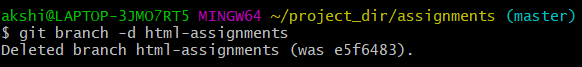 akshi@LAPTOP-3JMO7RT5 MINGW64 ~/project_dir/assignments (master)
$ git branch -d html-assignments
Deleted branch html-assignments (was e5f6483).